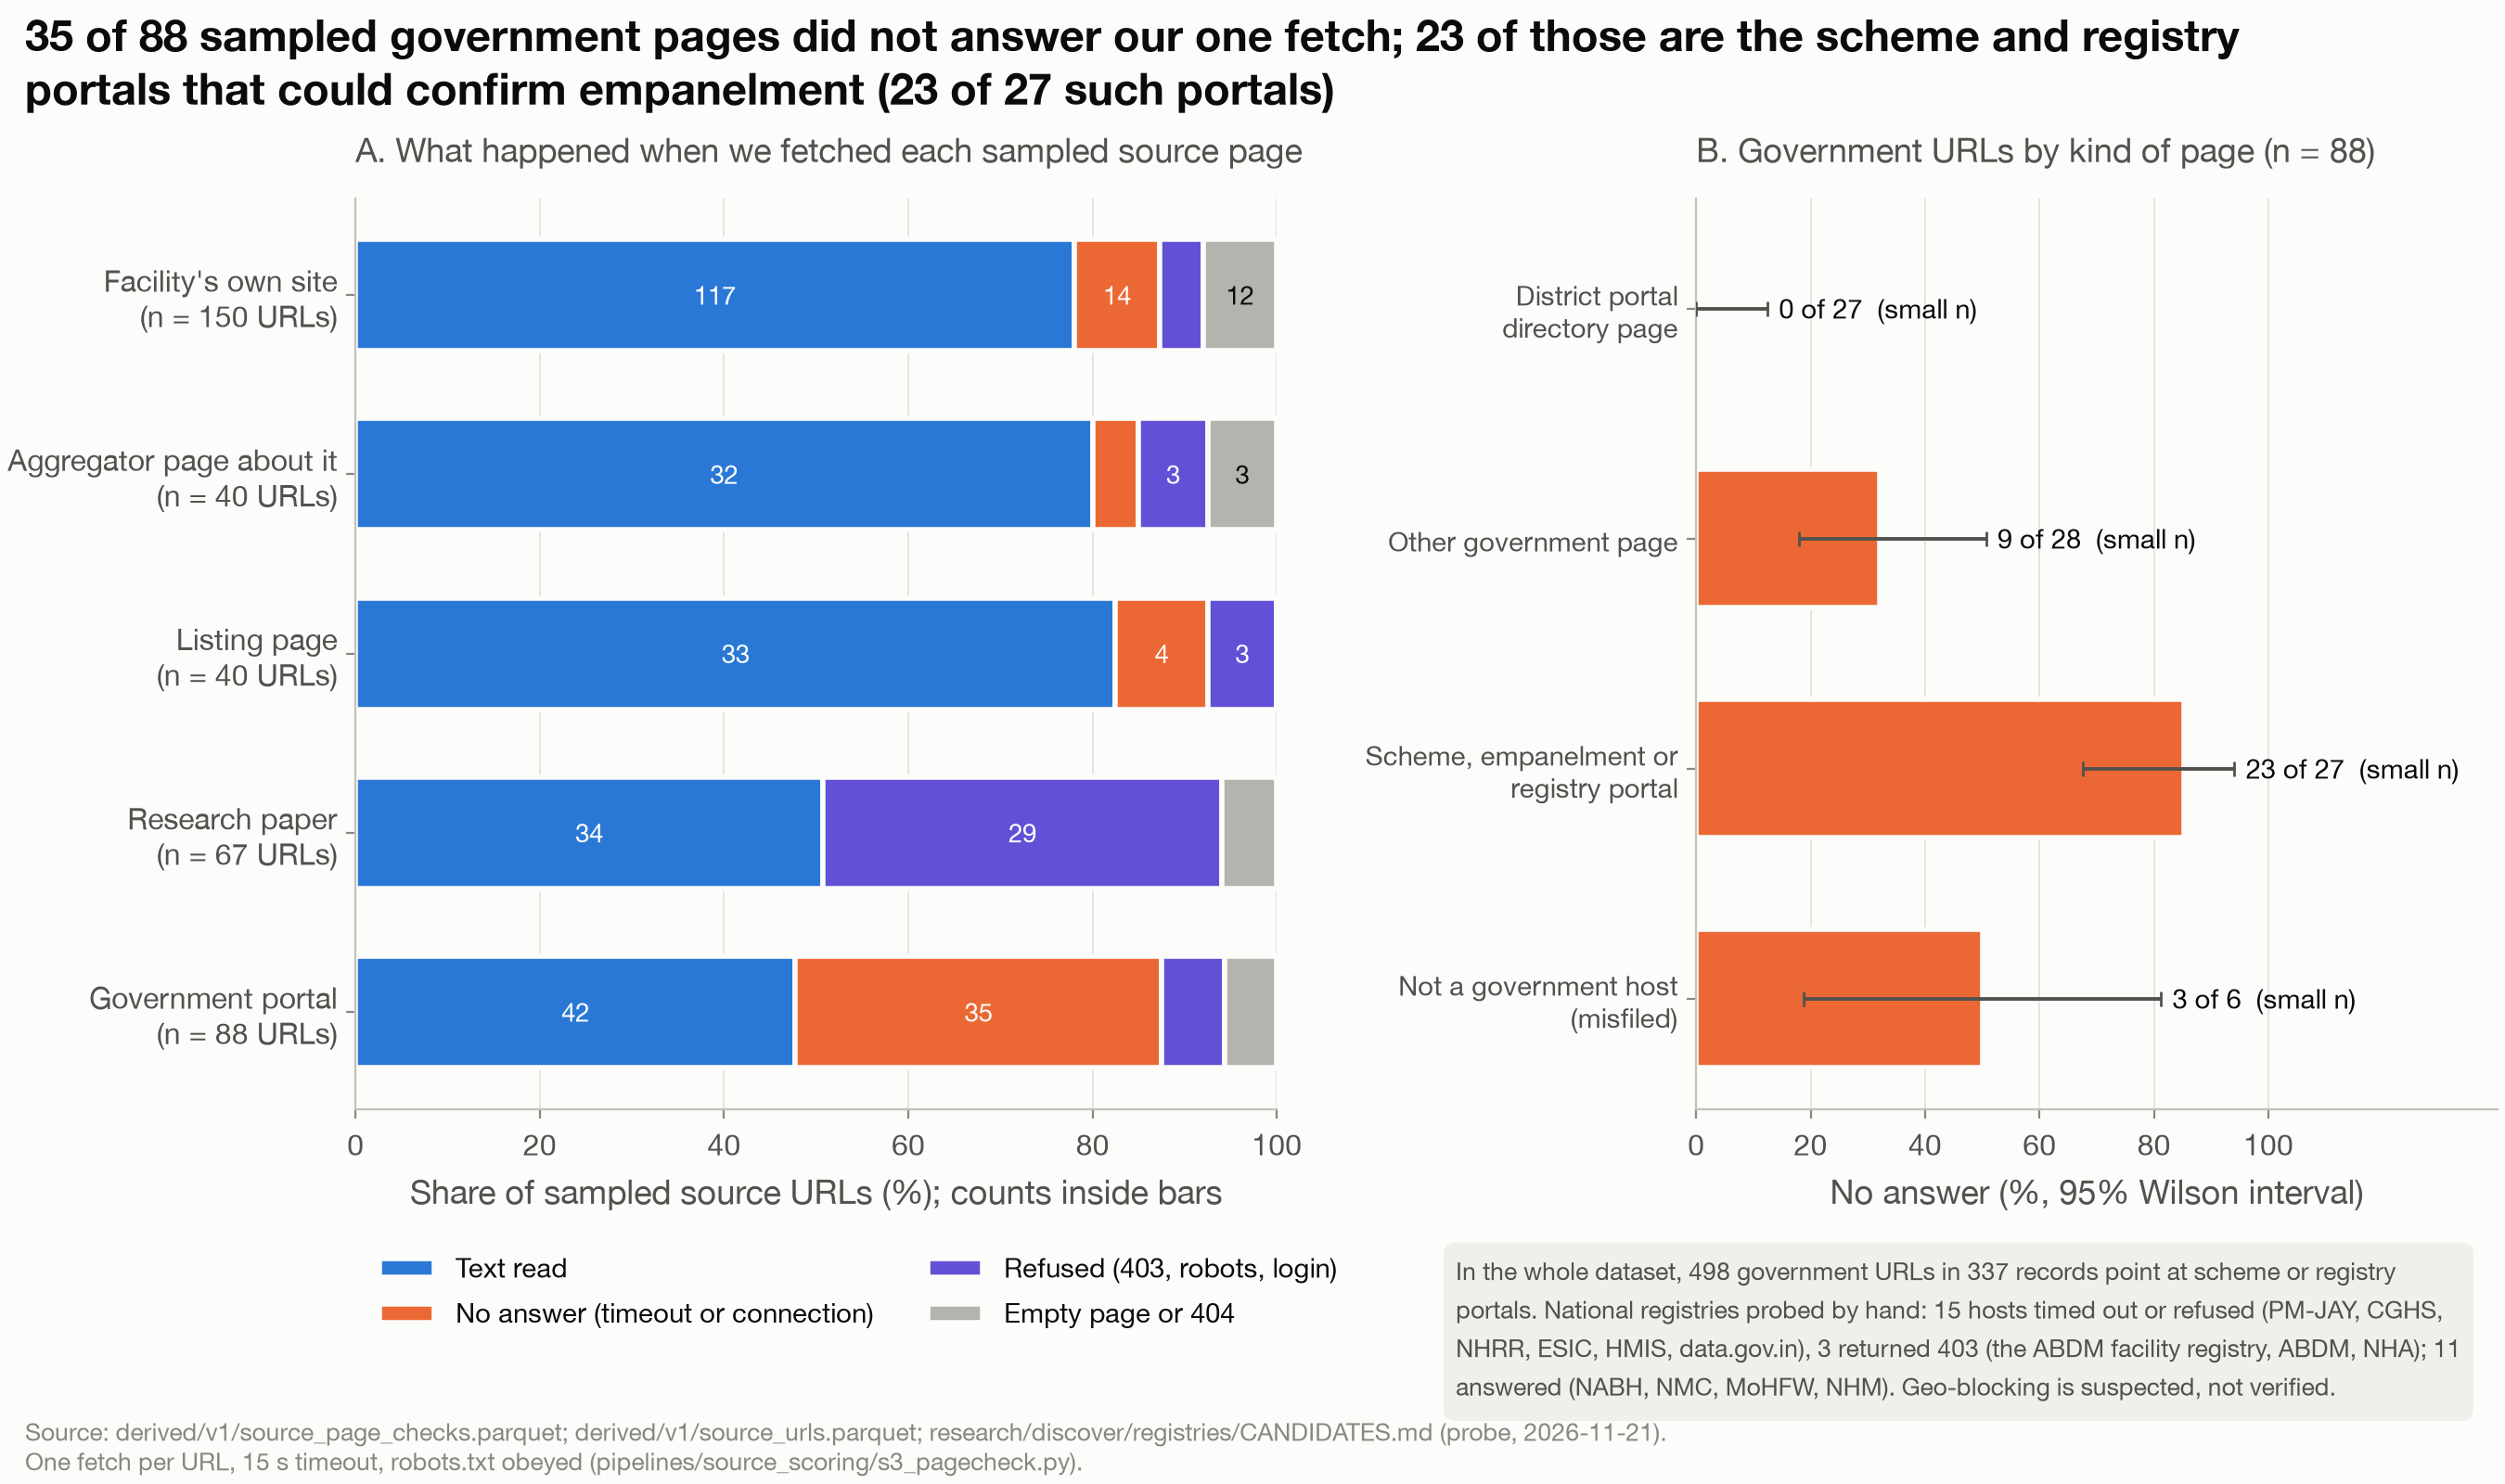 35 of 88 sampled government pages did not answer our one fetch; 23 of those are the scheme and registry
portals that could confirm empanelment (23 of 27 such portals)
A. What happened when we fetched each sampled source page
Facility's own site
(n = 150 URLs)
117
14
12
Aggregator page about it
(n = 40 URLs)
32
3
3
Listing page
(n = 40 URLs)
33
4
3
Research paper
(n = 67 URLs)
34
29
Government portal
(n = 88 URLs)
42
35
0 20 40 60 80 100
Share of sampled source URLs (%); counts inside bars
Text read
No answer (timeout or connection)
Refused (403, robots, login)
Empty page or 404
B. Government URLs by kind of page (n = 88)
District portal
directory page
0 of 27 (small n)
Other government page
9 of 28 (small n)
Scheme, empanelment or
registry portal
23 of 27 (small n)
Not a government host
(misfiled)
3 of 6 (small n)
0 20 40 60 80 100
No answer (%, 95% Wilson interval)
In the whole dataset, 498 government URLs in 337 records point at scheme or registry
portals. National registries probed by hand: 15 hosts timed out or refused (PM-JAY, CGHS,
NHRR, ESIC, HMIS, data.gov.in), 3 returned 403 (the ABDM facility registry, ABDM, NHA); 11
answered (NABH, NMC, MoHFW, NHM). Geo-blocking is suspected, not verified.
Source: derived/v1/source_page_checks.parquet; derived/v1/source_urls.parquet; research/discover/registries/CANDIDATES.md (probe, 2026-11-21).
One fetch per URL, 15 s timeout, robots.txt obeyed (pipelines/source_scoring/s3_pagecheck.py).